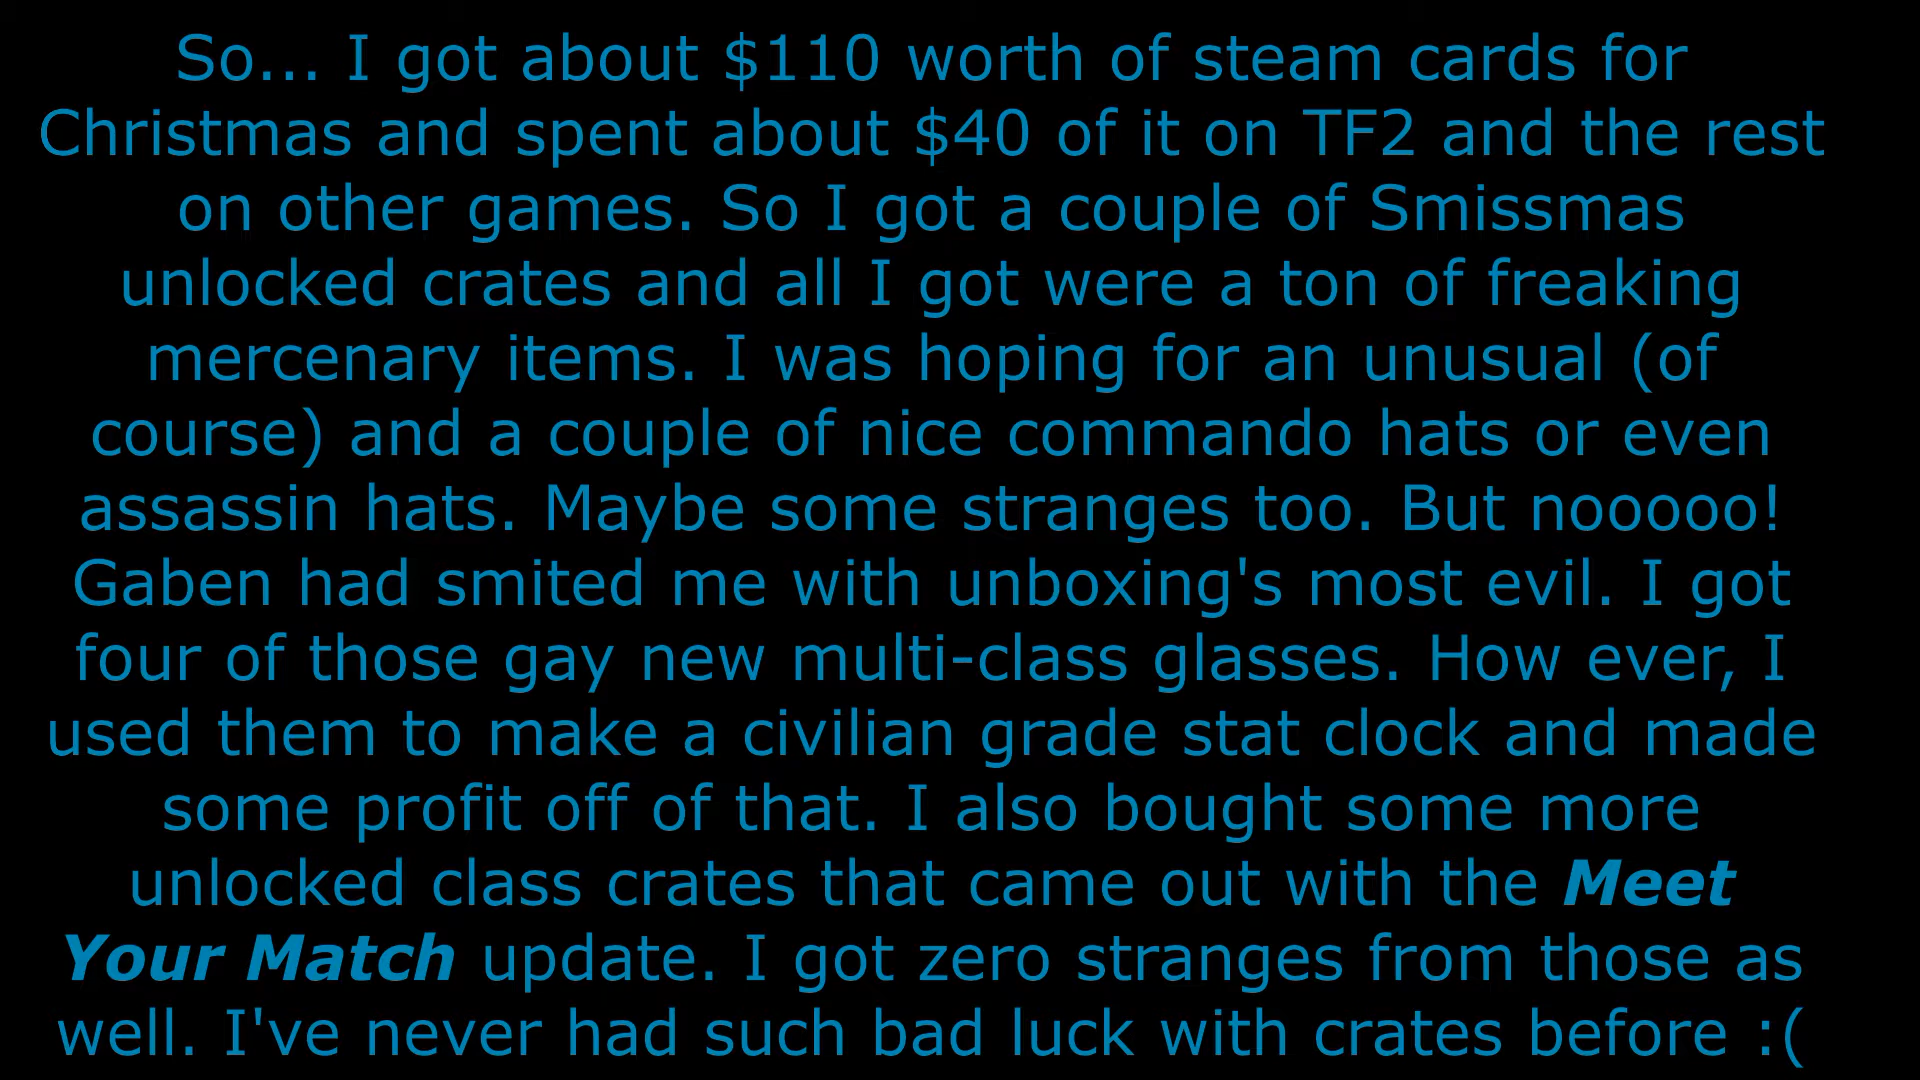 So... I got about $110 worth of steam cards for
Christmas and spent about $40 of it on TF2 and the rest
on other games. So I got a couple of Smissmas
unlocked crates and all I got were a ton of freaking
mercenary items. I was hoping for an unusual (of
course) and a couple of nice commando hats or even
assassin hats. Maybe some stranges too. But nooooo!
Gaben had smited me with unboxing's most evil. I got
four of those gay new multi-class glasses. How ever, I
used them to make a civilian grade stat clock and made
some profit off of that. I also bought some more
unlocked class crates that came out with the Meet
Your Match update. I got zero stranges from those as
well. I've never had such bad luck with crates before :(